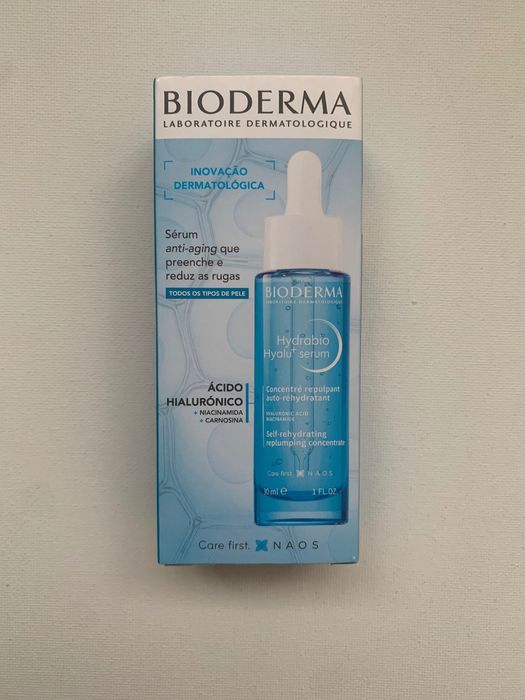 BIODERMA
LABORATOIRE DERMATOLOGIQUE
INOVAÇÃO
DERMATOLÓGICA
Sérum
anti-aging que
preenche e
reduz as rugas
TODOS OS TIPOS DE PELE
ÁCIDO
HIALURÓNICO
+ NIACINAMIDA
+ CARNOSINA
BIODERMA
LABORATOIRE DERMATOLOGIQUE
Hydrabio
Hyalu+ serum
Concentré repulpant
auto-réhydratant
HYALURONIC ACID
NIACINAMIDE
Self-rehydrating
replumping concentrate
Care first. NAOS
30 ml e 1 FL.OZ.
Care first. NAOS